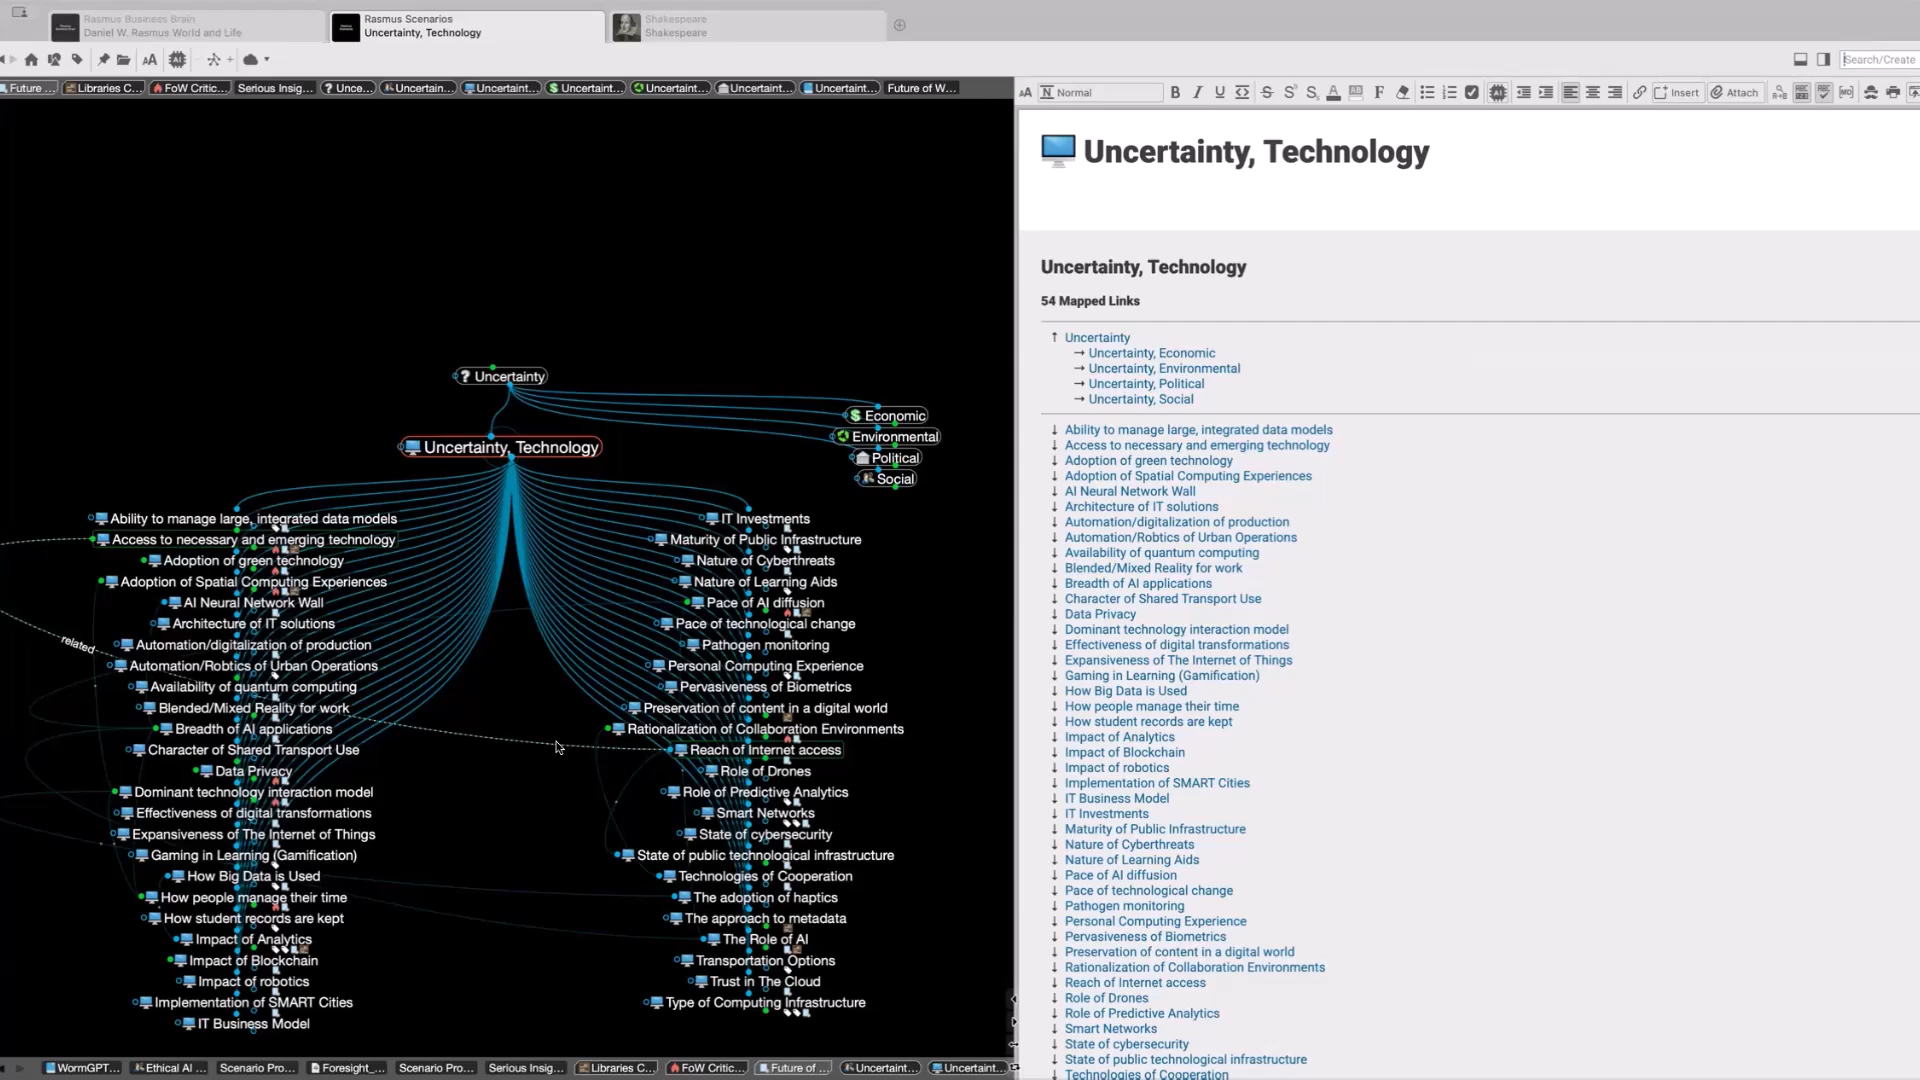 Rasmus Business Brain
Daniel W. Rasmus World and Life
Rasmus Scenarios
Uncertainty, Technology
Shakespeare
Shakespeare
Search/Create
Future ...
Libraries C...
FoW Critic...
Serious Insig...
? Unce...
Uncertain...
Uncertaint...
$ Uncertaint...
Uncertaint...
Uncertaint...
Uncertaint...
Future of W...
Normal
B I U
Insert
Attach
Uncertainty, Technology
Uncertainty, Technology
54 Mapped Links
↑ Uncertainty
→ Uncertainty, Economic
→ Uncertainty, Environmental
→ Uncertainty, Political
→ Uncertainty, Social
↓ Ability to manage large, integrated data models
↓ Access to necessary and emerging technology
↓ Adoption of green technology
↓ Adoption of Spatial Computing Experiences
↓ AI Neural Network Wall
↓ Architecture of IT solutions
↓ Automation/digitalization of production
↓ Automation/Robtics of Urban Operations
↓ Availability of quantum computing
↓ Blended/Mixed Reality for work
↓ Breadth of AI applications
↓ Character of Shared Transport Use
↓ Data Privacy
↓ Dominant technology interaction model
↓ Effectiveness of digital transformations
↓ Expansiveness of The Internet of Things
↓ Gaming in Learning (Gamification)
↓ How Big Data is Used
↓ How people manage their time
↓ How student records are kept
↓ Impact of Analytics
↓ Impact of Blockchain
↓ Impact of robotics
↓ Implementation of SMART Cities
↓ IT Business Model
↓ IT Investments
↓ Maturity of Public Infrastructure
↓ Nature of Cyberthreats
↓ Nature of Learning Aids
↓ Pace of AI diffusion
↓ Pace of technological change
↓ Pathogen monitoring
↓ Personal Computing Experience
↓ Pervasiveness of Biometrics
↓ Preservation of content in a digital world
↓ Rationalization of Collaboration Environments
↓ Reach of Internet access
↓ Role of Drones
↓ Role of Predictive Analytics
↓ Smart Networks
↓ State of cybersecurity
↓ State of public technological infrastructure
↓ Technologies of Cooperation
? Uncertainty
Uncertainty, Technology
$ Economic
Environmental
Political
Social
Ability to manage large, integrated data models
Access to necessary and emerging technology
Adoption of green technology
Adoption of Spatial Computing Experiences
AI Neural Network Wall
Architecture of IT solutions
Automation/digitalization of production
related
Automation/Robtics of Urban Operations
Availability of quantum computing
Blended/Mixed Reality for work
Breadth of AI applications
Character of Shared Transport Use
Data Privacy
Dominant technology interaction model
Effectiveness of digital transformations
Expansiveness of The Internet of Things
Gaming in Learning (Gamification)
How Big Data is Used
How people manage their time
How student records are kept
Impact of Analytics
Impact of Blockchain
Impact of robotics
Implementation of SMART Cities
IT Business Model
IT Investments
Maturity of Public Infrastructure
Nature of Cyberthreats
Nature of Learning Aids
Pace of AI diffusion
Pace of technological change
Pathogen monitoring
Personal Computing Experience
Pervasiveness of Biometrics
Preservation of content in a digital world
Rationalization of Collaboration Environments
Reach of Internet access
Role of Drones
Role of Predictive Analytics
Smart Networks
State of cybersecurity
State of public technological infrastructure
Technologies of Cooperation
The adoption of haptics
The approach to metadata
The Role of AI
Transportation Options
Trust in The Cloud
Type of Computing Infrastructure
WormGPT...
Ethical AI ...
Scenario Pro...
Foresight_...
Scenario Pro...
Serious Insig...
Libraries C...
FoW Critic...
Future of ...
Uncertaint...
Uncertaint...